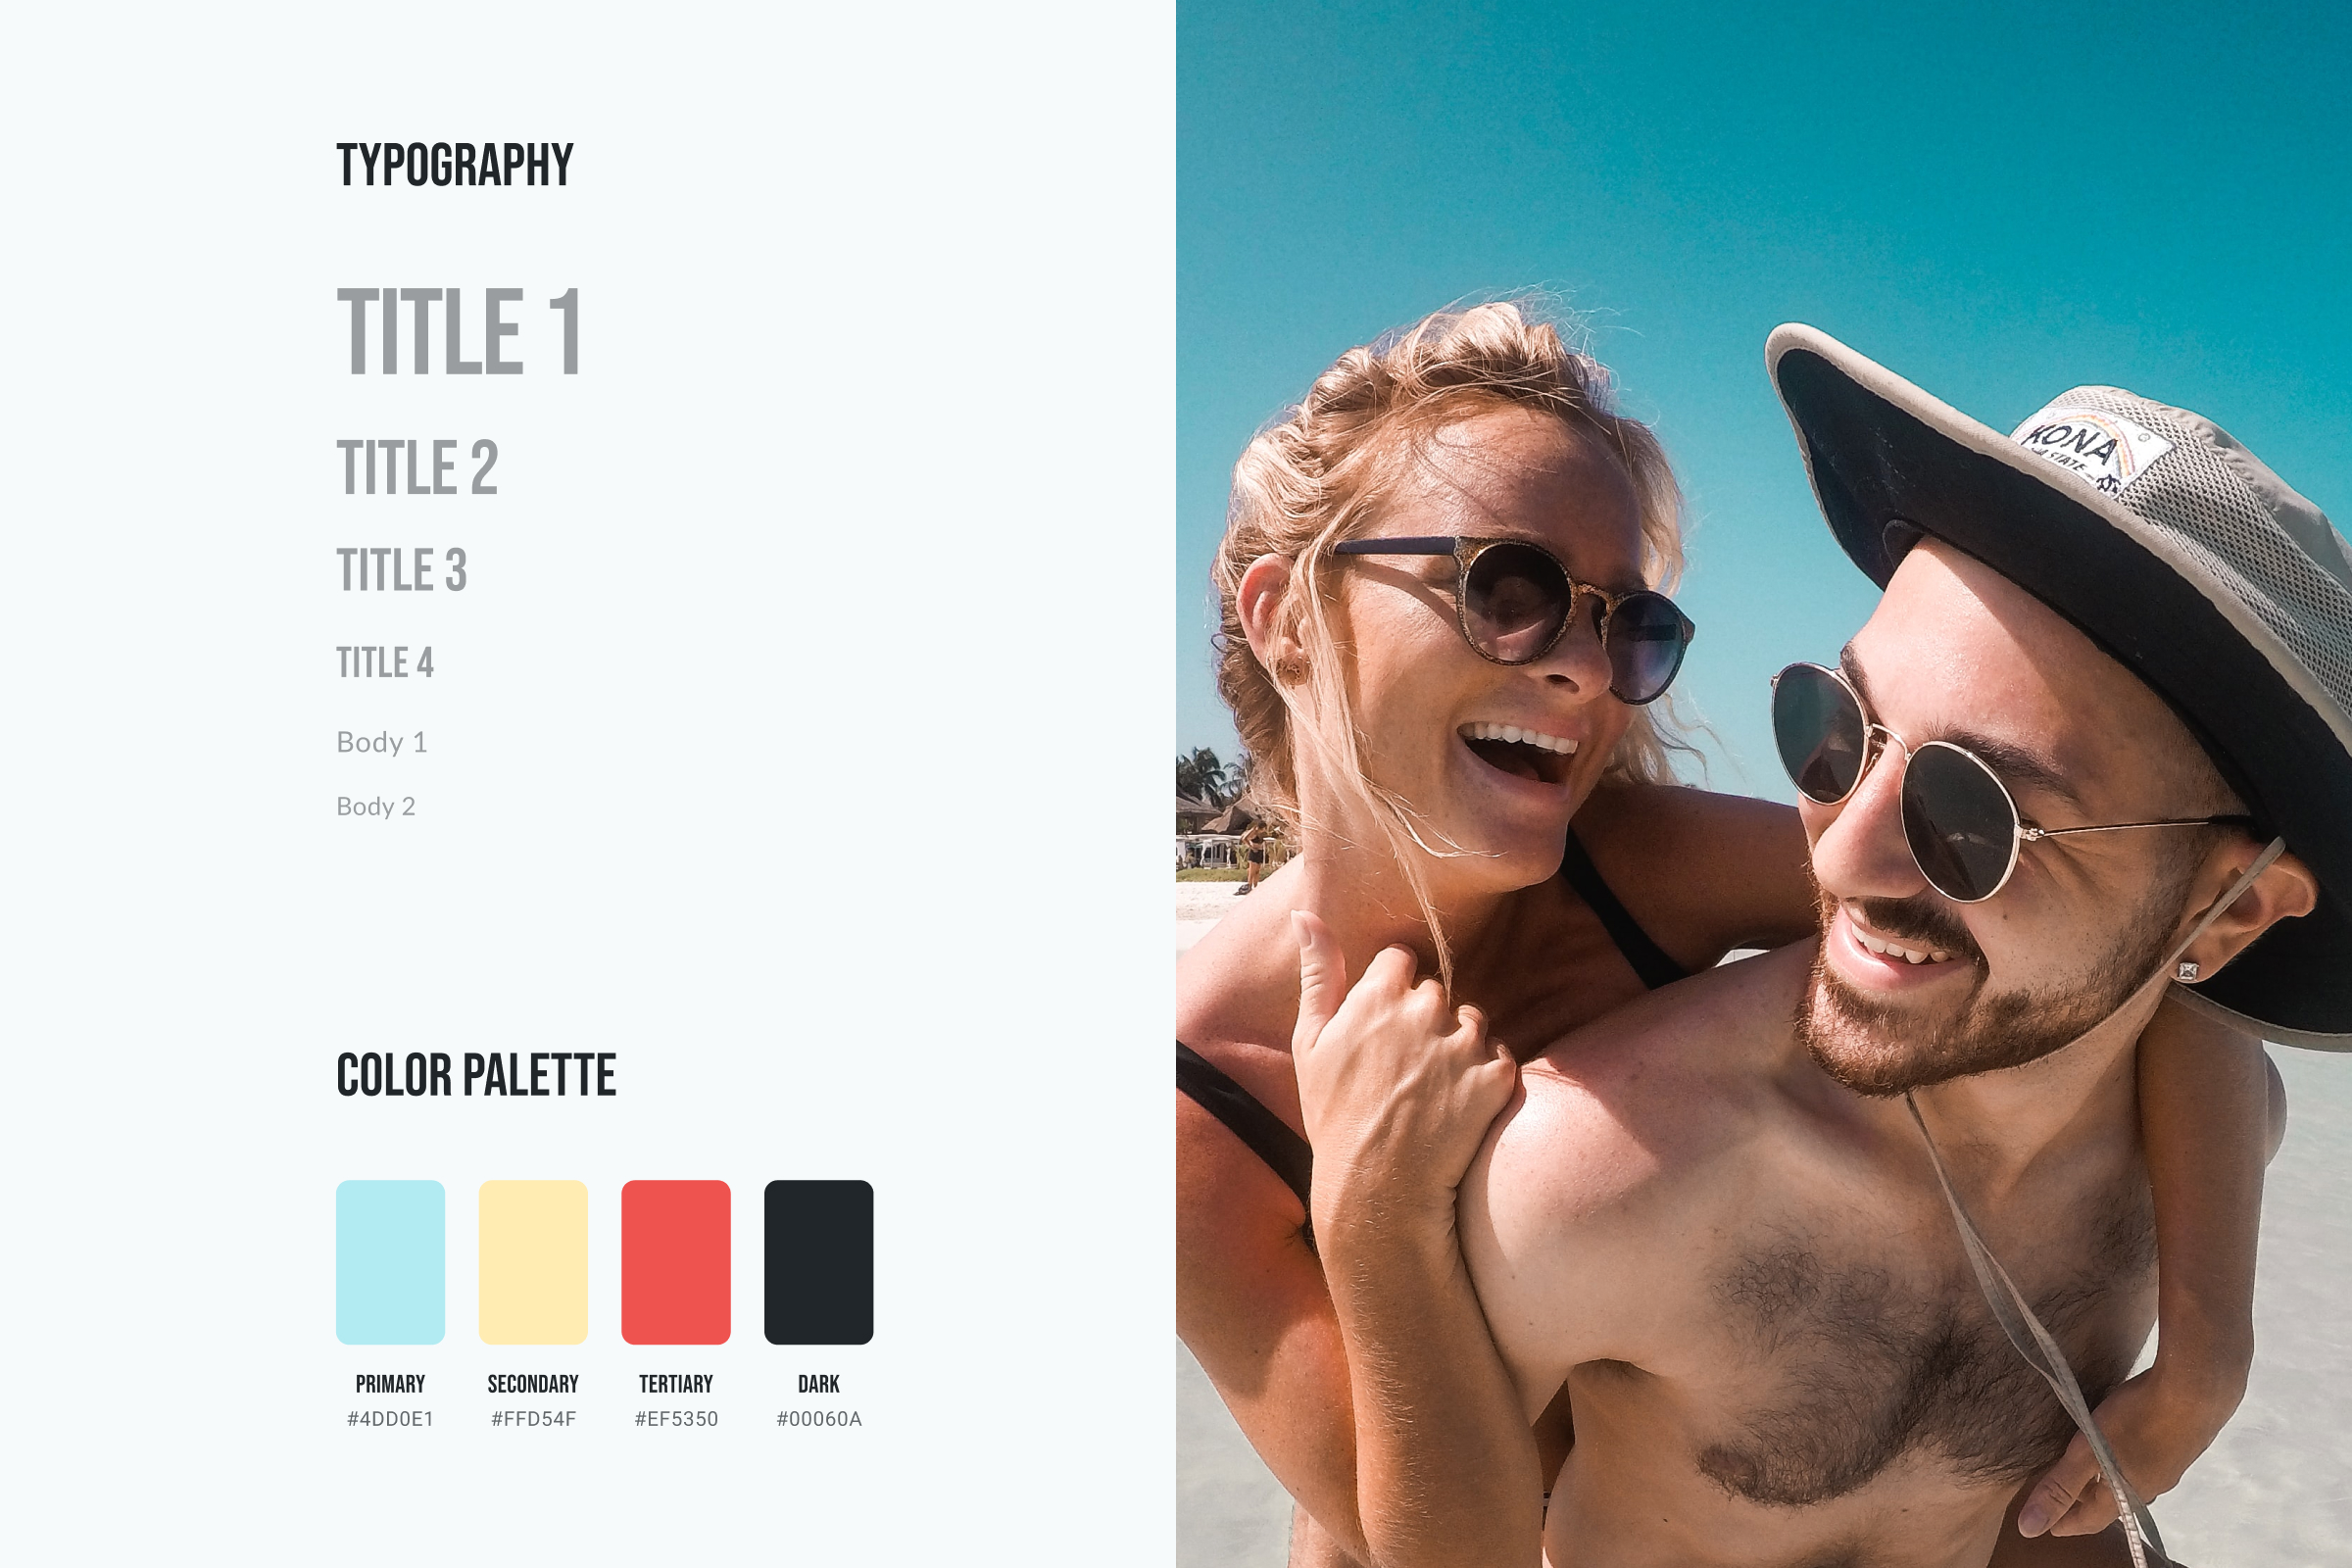 TYPOGRAPHY
TITLE 1
TITLE 2
TITLE 3
TITLE 4
Body 1
Body 2
COLOR PALETTE
PRIMARY
#4DD0E1
SECONDARY
#FFD54F
TERTIARY
#EF5350
DARK
#00060A
KONA
STATE